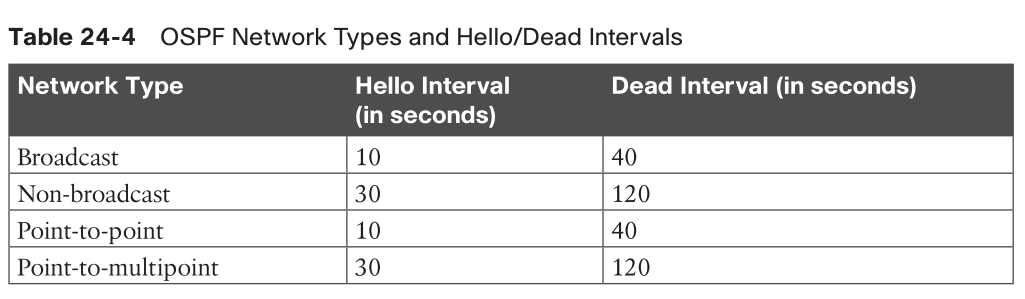 Table 24-4 OSPF Network Types and Hello/Dead Intervals
Network Type Hello Interval (in seconds) Dead Interval (in seconds)
Broadcast 10 40
Non-broadcast 30 120
Point-to-point 10 40
Point-to-multipoint 30 120